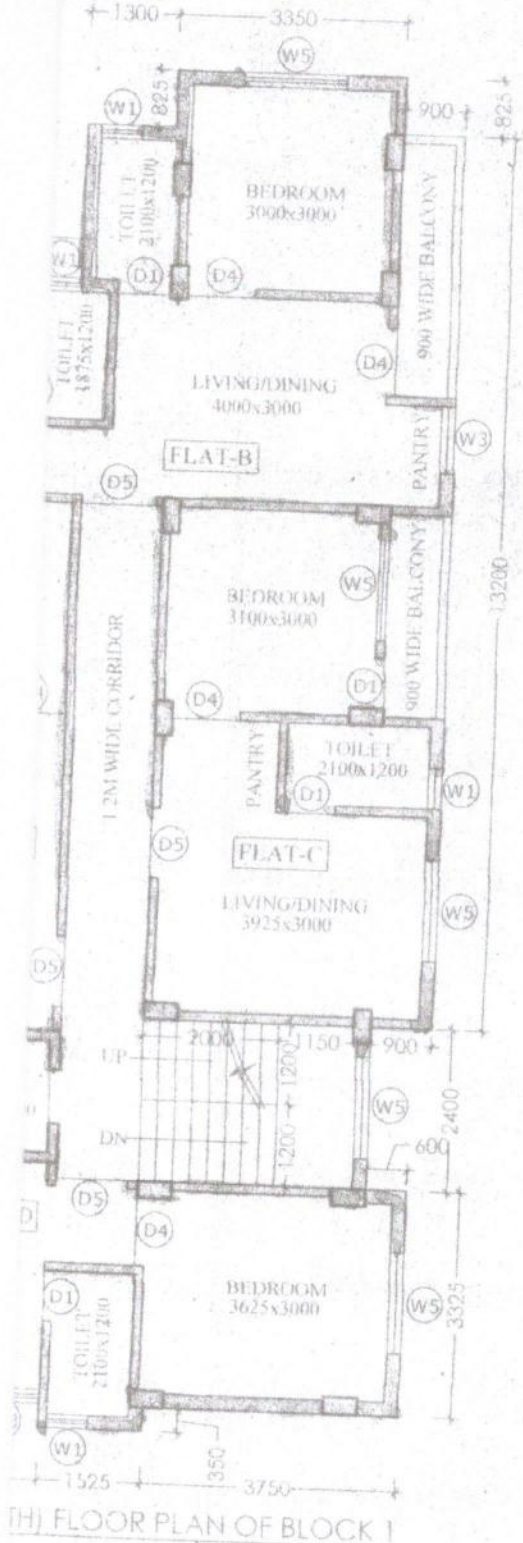 1300
3350
W5
W1
825
900
825
TOILET
2100x1200
BEDROOM
3000x3000
900 WIDE BALCONY
W1
D1
D4
TOILET
3875x1200
LIVING/DINING
4000x3000
D4
FLAT-B
PANTRY
W3
D5
BEDROOM
3100x3000
W5
900 WIDE BALCONY
13200
1.2M WIDE CORRIDOR
D1
D4
PANTRY
TOILET
2100x1200
D1
W1
D5
FLAT-C
LIVING/DINING
3925x3000
W5
D5
2000
1150
900
UP
1200
W5
2400
DN
1200
600
D5
D
D4
BEDROOM
3625x3000
W5
3325
D1
TOILET
2100x1200
W1
350
1525
3750
TH) FLOOR PLAN OF BLOCK 1